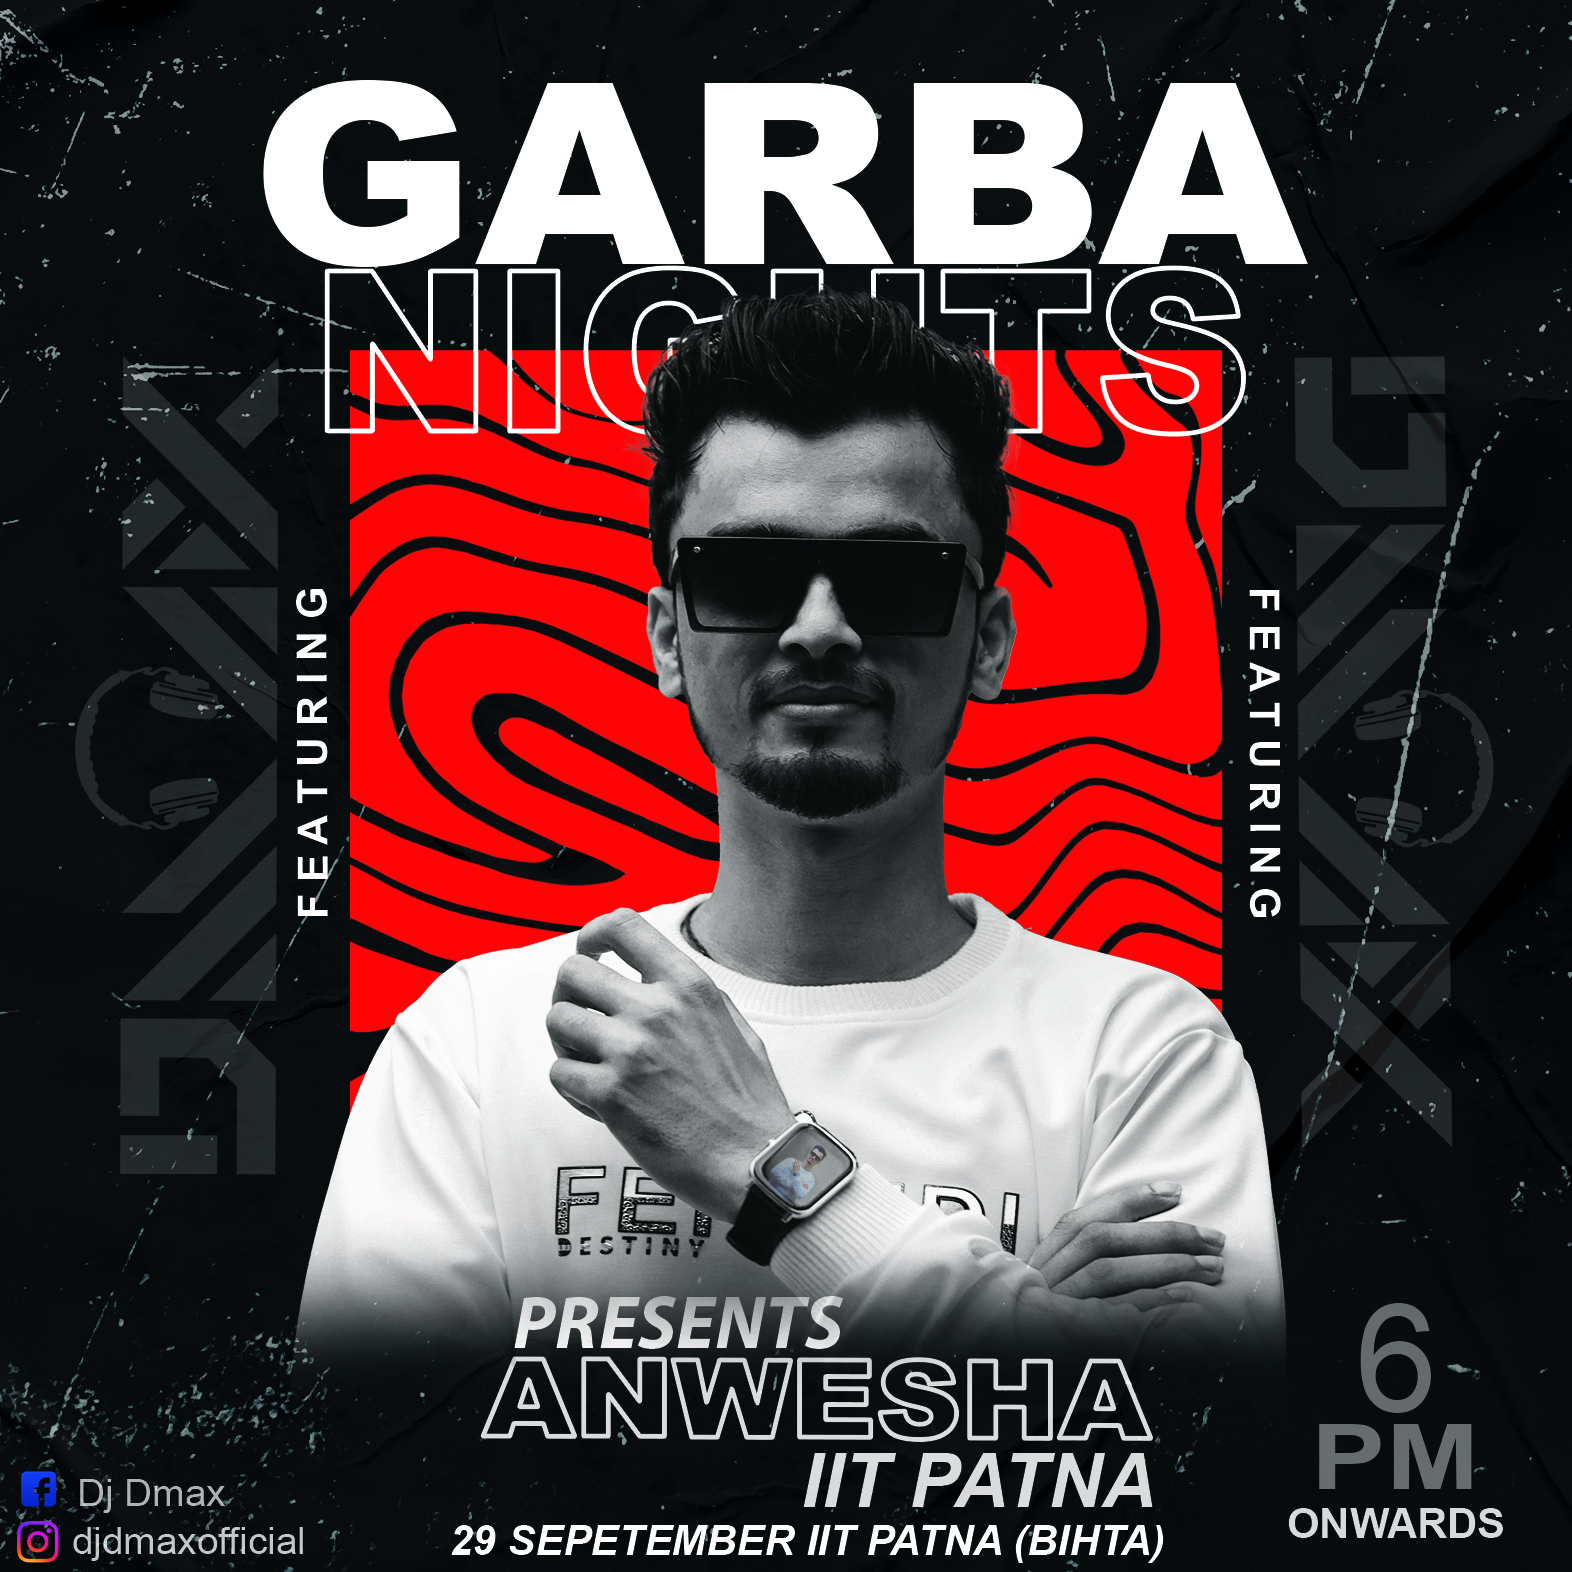 GARBA
NIGHTS
FEATURING
FEATURING
DESTINY
PRESENTS
ANWESHA
IIT PATNA
29 SEPETEMBER IIT PATNA (BIHTA)
6
PM
ONWARDS
Dj Dmax
djdmaxofficial